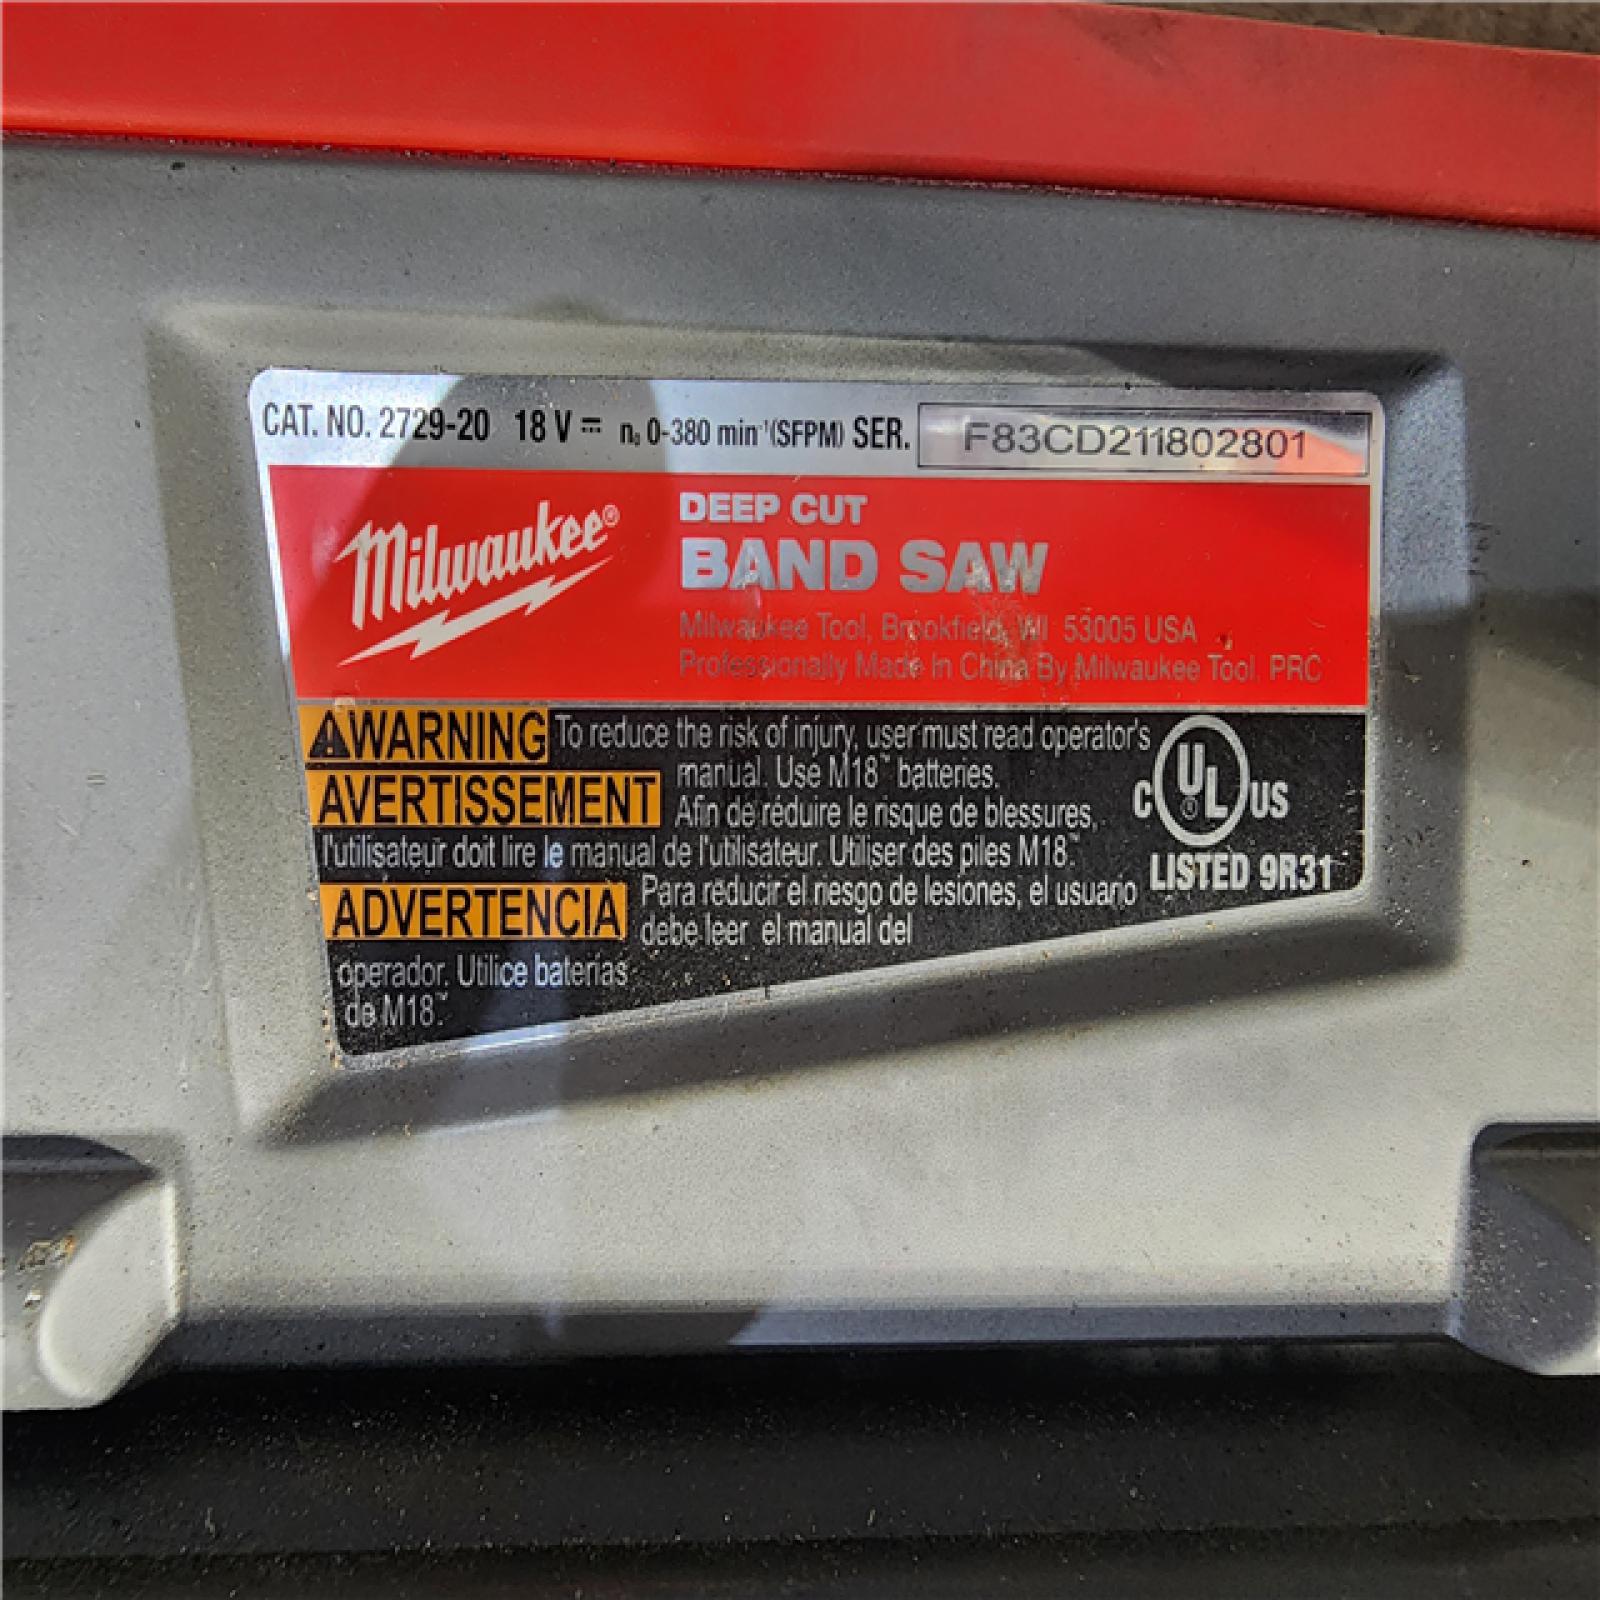 CAT. NO. 2729-20 18 V ⎓ n₀ 0-380 min⁻¹(SFPM) SER. F83CD211802801
Milwaukee®
DEEP CUT
BAND SAW
Milwaukee Tool, Brookfield, WI 53005 USA
Professionally Made In China By Milwaukee Tool, PRC
⚠WARNING To reduce the risk of injury, user must read operator's
manual. Use M18™ batteries.
AVERTISSEMENT Afin de réduire le risque de blessures,
l'utilisateur doit lire le manual de l'utilisateur. Utiliser des piles M18™.
ADVERTENCIA Para reducir el riesgo de lesiones, el usuario
debe leer el manual del
operador. Utilice baterías
de M18™.
C UL® US
LISTED 9R31